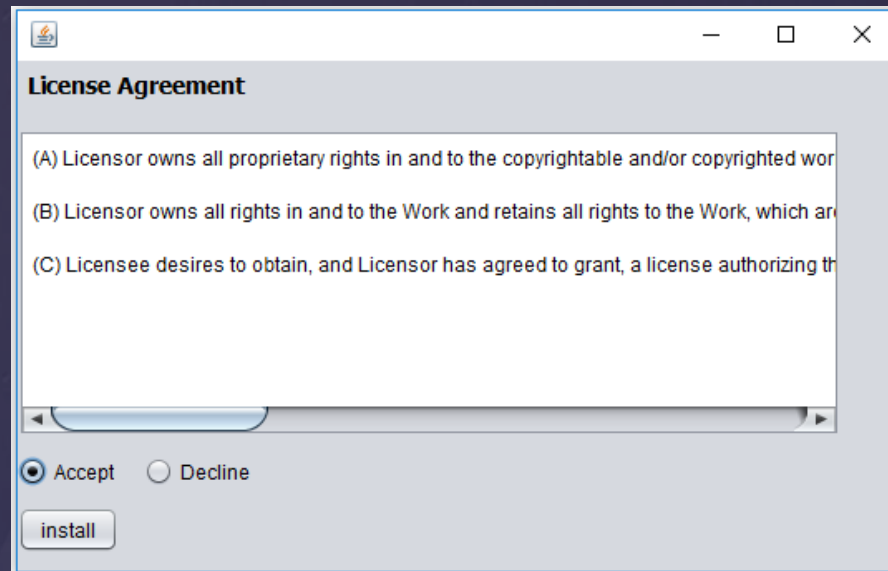 License Agreement
(A) Licensor owns all proprietary rights in and to the copyrightable and/or copyrighted wor
(B) Licensor owns all rights in and to the Work and retains all rights to the Work, which are
(C) Licensee desires to obtain, and Licensor has agreed to grant, a license authorizing th
Accept Decline
install